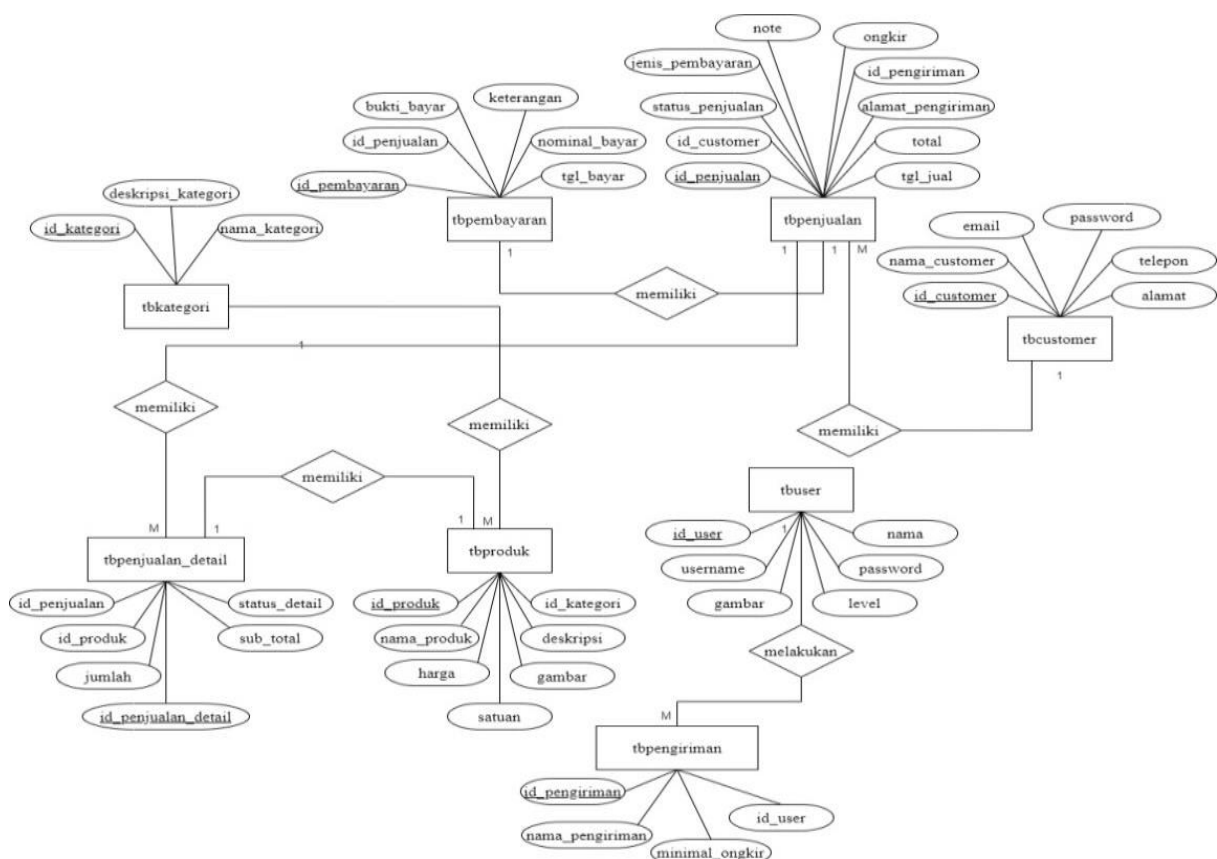 note
ongkir
jenis_pembayaran
id_pengiriman
bukti_bayar
keterangan
status_penjualan
alamat_pengiriman
id_penjualan
nominal_bayar
id_customer
total
id_pembayaran
tgl_bayar
id_penjualan
tgl_jual
deskripsi_kategori
id_kategori
nama_kategori
tbpembayaran
tbpenjualan
email
password
nama_customer
telepon
id_customer
alamat
1
1
1
M
memiliki
tbkategori
tbcustomer
1
1
memiliki
memiliki
memiliki
memiliki
tbuser
M
1
1
M
tbpenjualan_detail
tbproduk
id_user
1
nama
username
password
gambar
level
id_penjualan
status_detail
id_produk
sub_total
jumlah
id_penjualan_detail
id_produk
id_kategori
nama_produk
deskripsi
harga
gambar
satuan
melakukan
M
tbpengiriman
id_pengiriman
id_user
nama_pengiriman
minimal_ongkir